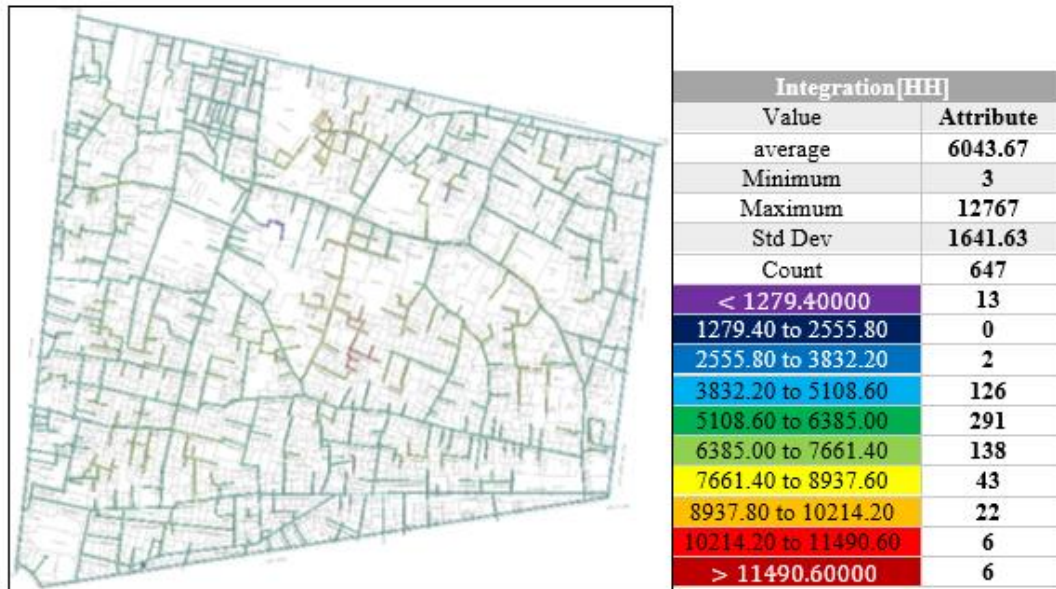 Integration[HH]
Value Attribute
average 6043.67
Minimum 3
Maximum 12767
Std Dev 1641.63
Count 647
< 1279.40000 13
1279.40 to 2555.80 0
2555.80 to 3832.20 2
3832.20 to 5108.60 126
5108.60 to 6385.00 291
6385.00 to 7661.40 138
7661.40 to 8937.60 43
8937.80 to 10214.20 22
10214.20 to 11490.60 6
> 11490.60000 6